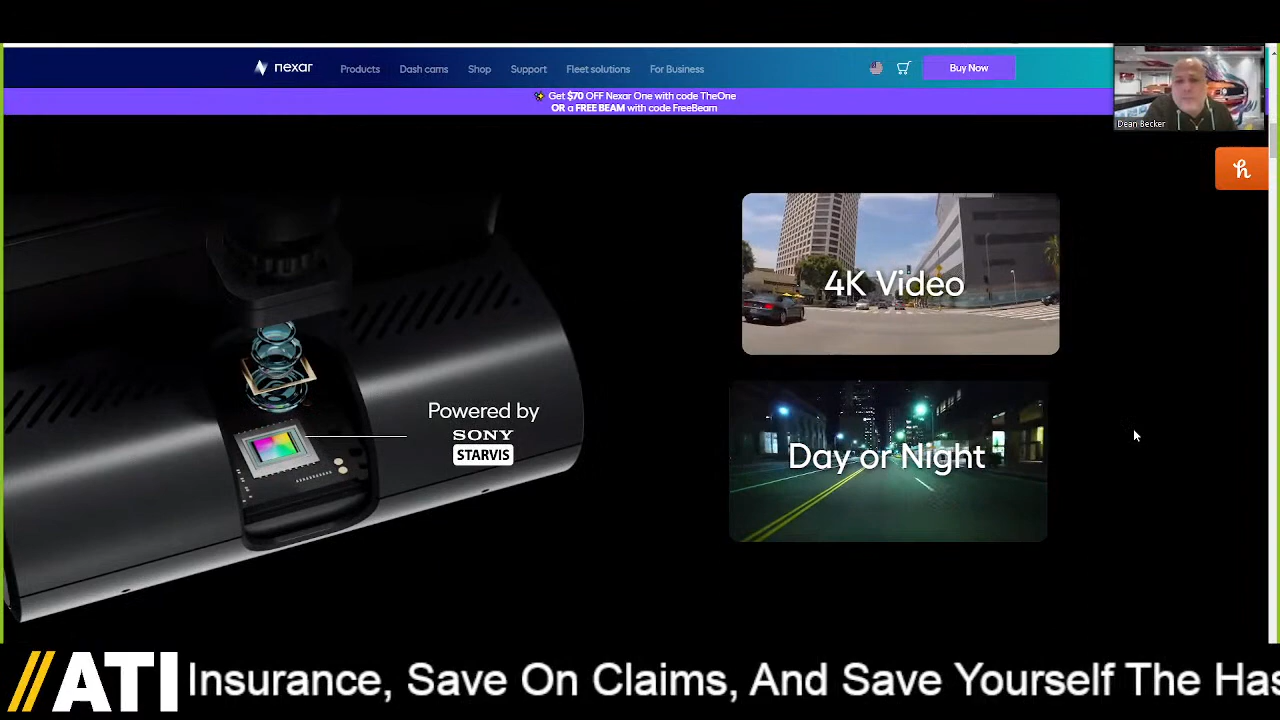 nexar
Products Dash cams Shop Support Fleet solutions For Business
Buy Now
Get $70 OFF Nexar One with code TheOne
OR a FREE BEAM with code FreeBeam
Dean Becker
h
4K Video
Powered by
SONY
STARVIS
Day or Night
//ATI Insurance, Save On Claims, And Save Yourself The Has